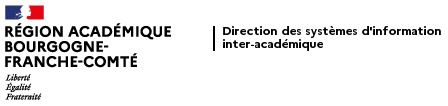 RÉGION ACADÉMIQUE
BOURGOGNE-
FRANCHE-COMTÉ
Liberté
Égalité
Fraternité
Direction des systèmes d'information
inter-académique